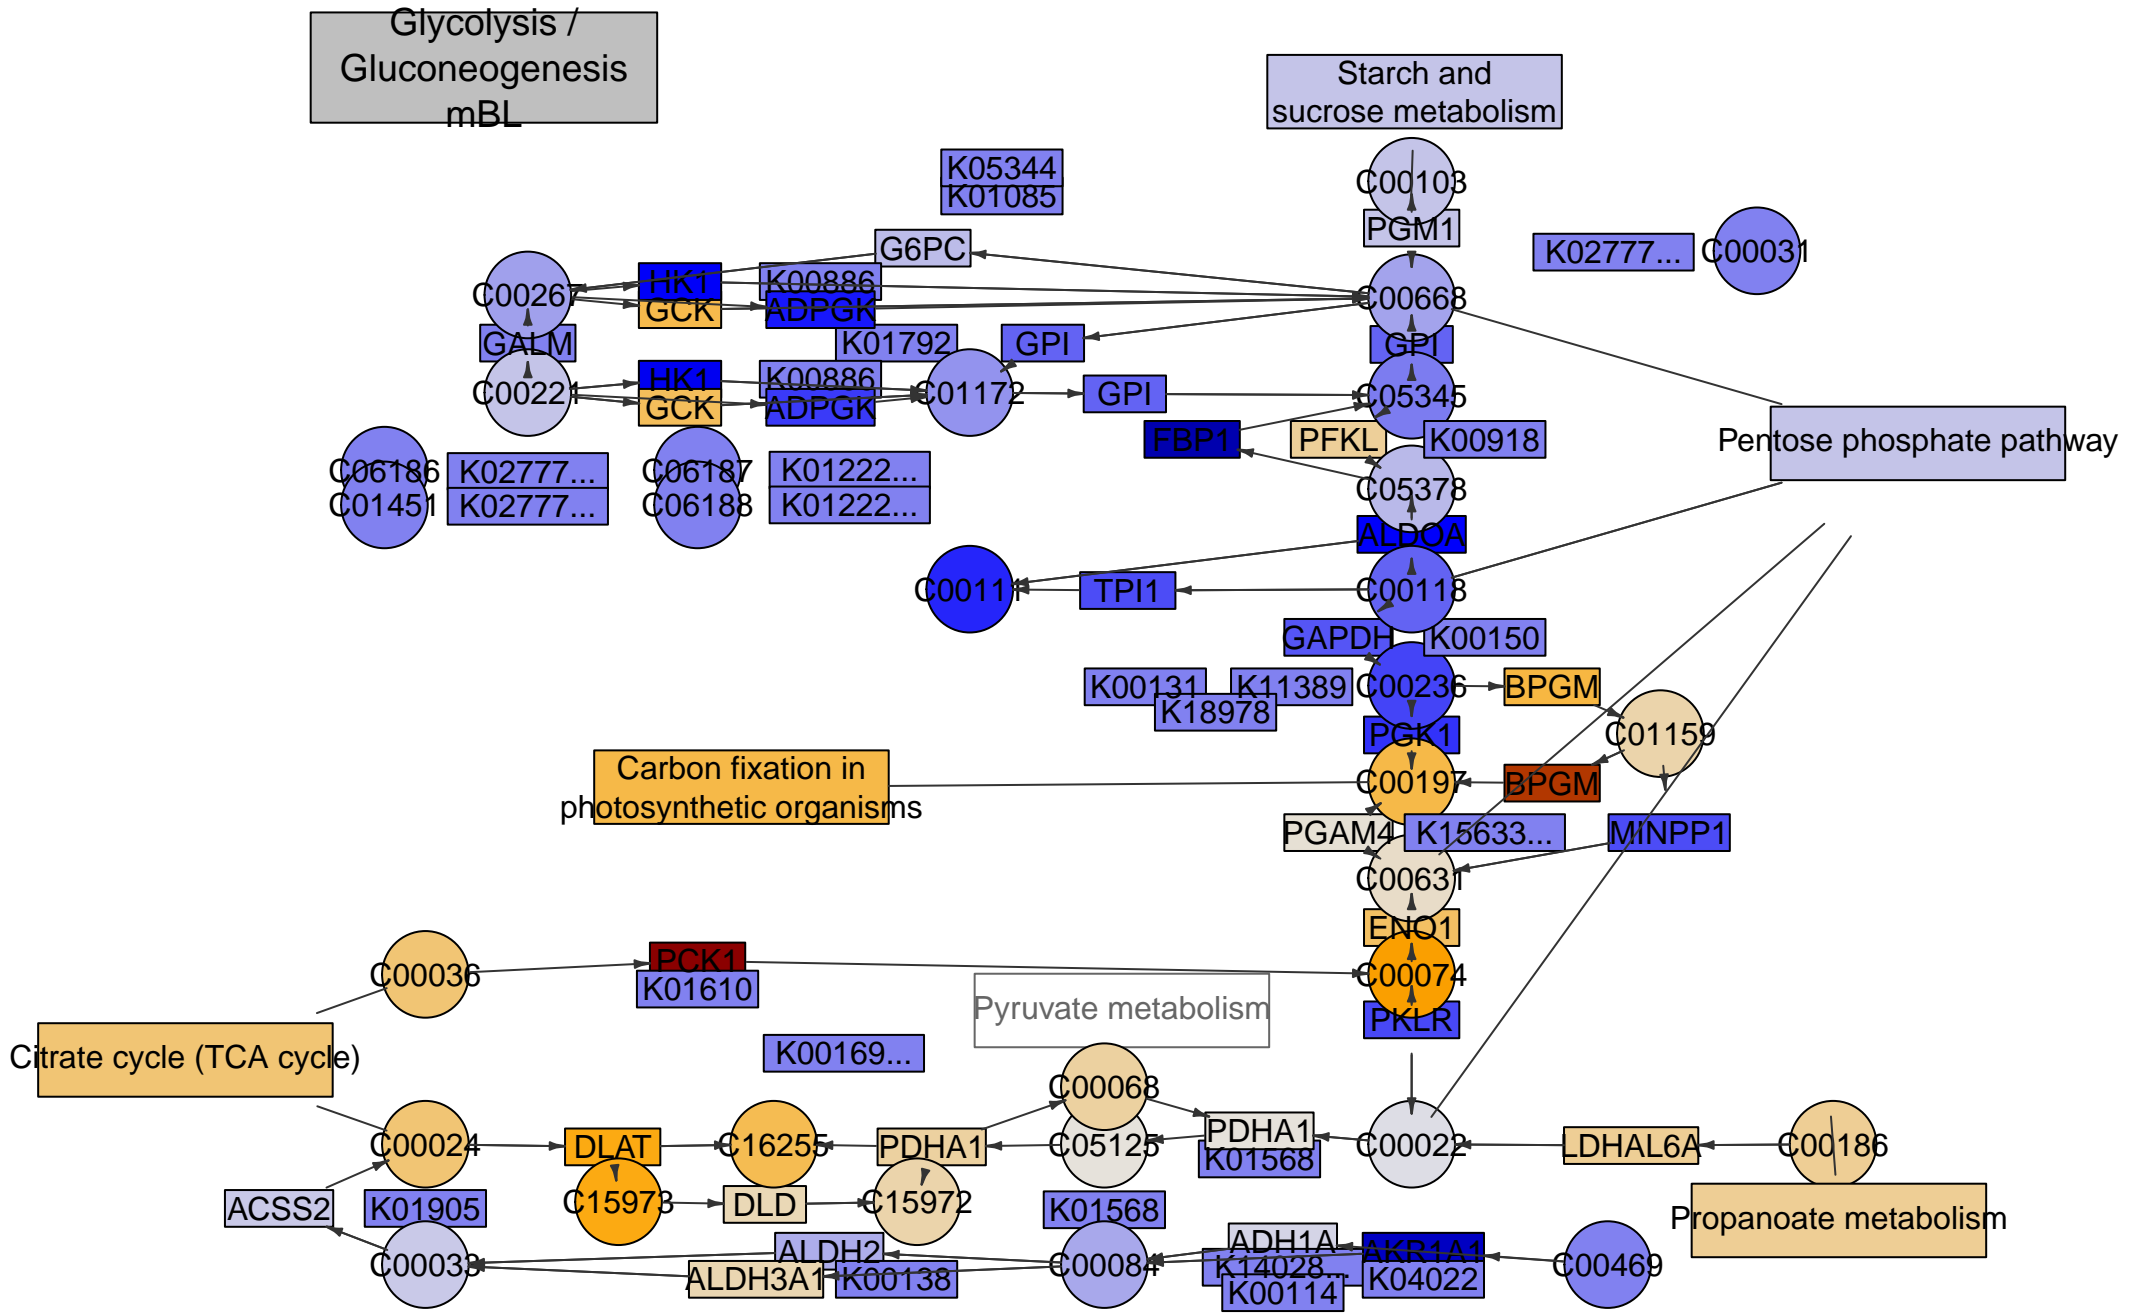 Glycolysis /
Gluconeogenesis
mBL
Starch and
sucrose metabolism
K05344
K01085
C00103
PGM1
G6PC
K02777...
C00031
C00267
HK1
K00886
GCK
ADPGK
C00668
GALM
K01792
GPI
GPI
C00221
HK1
K00886
GCK
ADPGK
C01172
GPI
C05345
FBP1
PFKL
K00918
Pentose phosphate pathway
C06186
K02777...
C06187
K01222...
C01451
K02777...
C06188
K01222...
C05378
ALDOA
C00111
TPI1
C00118
GAPDH
K00150
K00131
K11389
K18978
C00236
BPGM
PGK1
C01159
Carbon fixation in
photosynthetic organisms
C00197
BPGM
PGAM4
K15633...
MINPP1
C00631
ENO1
C00036
PCK1
K01610
C00074
Pyruvate metabolism
PKLR
Citrate cycle (TCA cycle)
K00169...
C00068
C00024
DLAT
C16255
PDHA1
C05125
PDHA1
K01568
C00022
LDHAL6A
C00186
ACSS2
K01905
C15973
DLD
C15972
K01568
Propanoate metabolism
C00033
ALDH2
ALDH3A1
K00138
C00084
ADH1A
K14028...
K00114
AKR1A1
K04022
C00469